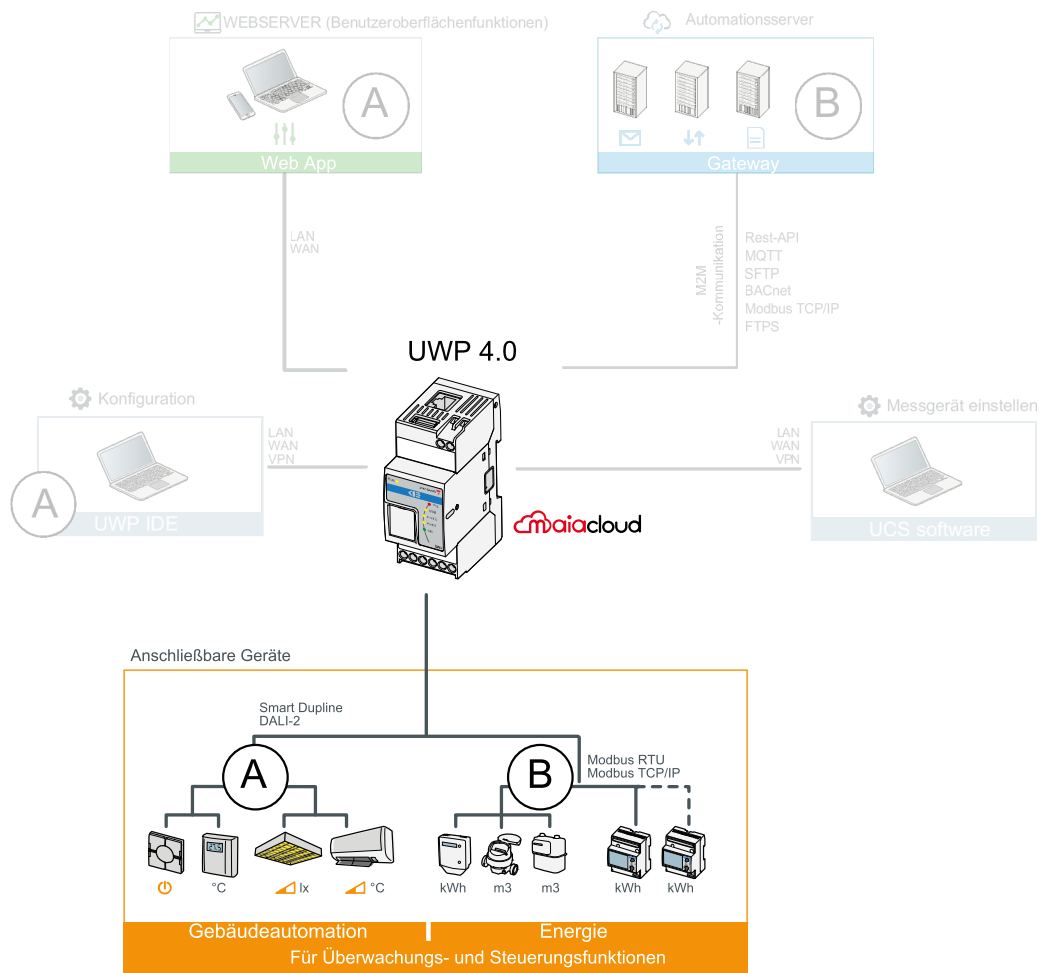 WEBSERVER (Benutzeroberflächenfunktionen)
A
Web App
Automationsserver
B
Gateway
LAN
WAN
M2M
-Kommunikation
Rest-API
MQTT
SFTP
BACnet
Modbus TCP/IP
FTPS
UWP 4.0
Konfiguration
A
UWP IDE
LAN
WAN
VPN
maiacloud
LAN
WAN
VPN
Messgerät einstellen
UCS software
Anschließbare Geräte
Smart Dupline
DALI-2
A
B
Modbus RTU
Modbus TCP/IP
°C
lx
°C
kWh
m3
m3
kWh
kWh
Gebäudeautomation
Energie
Für Überwachungs- und Steuerungsfunktionen